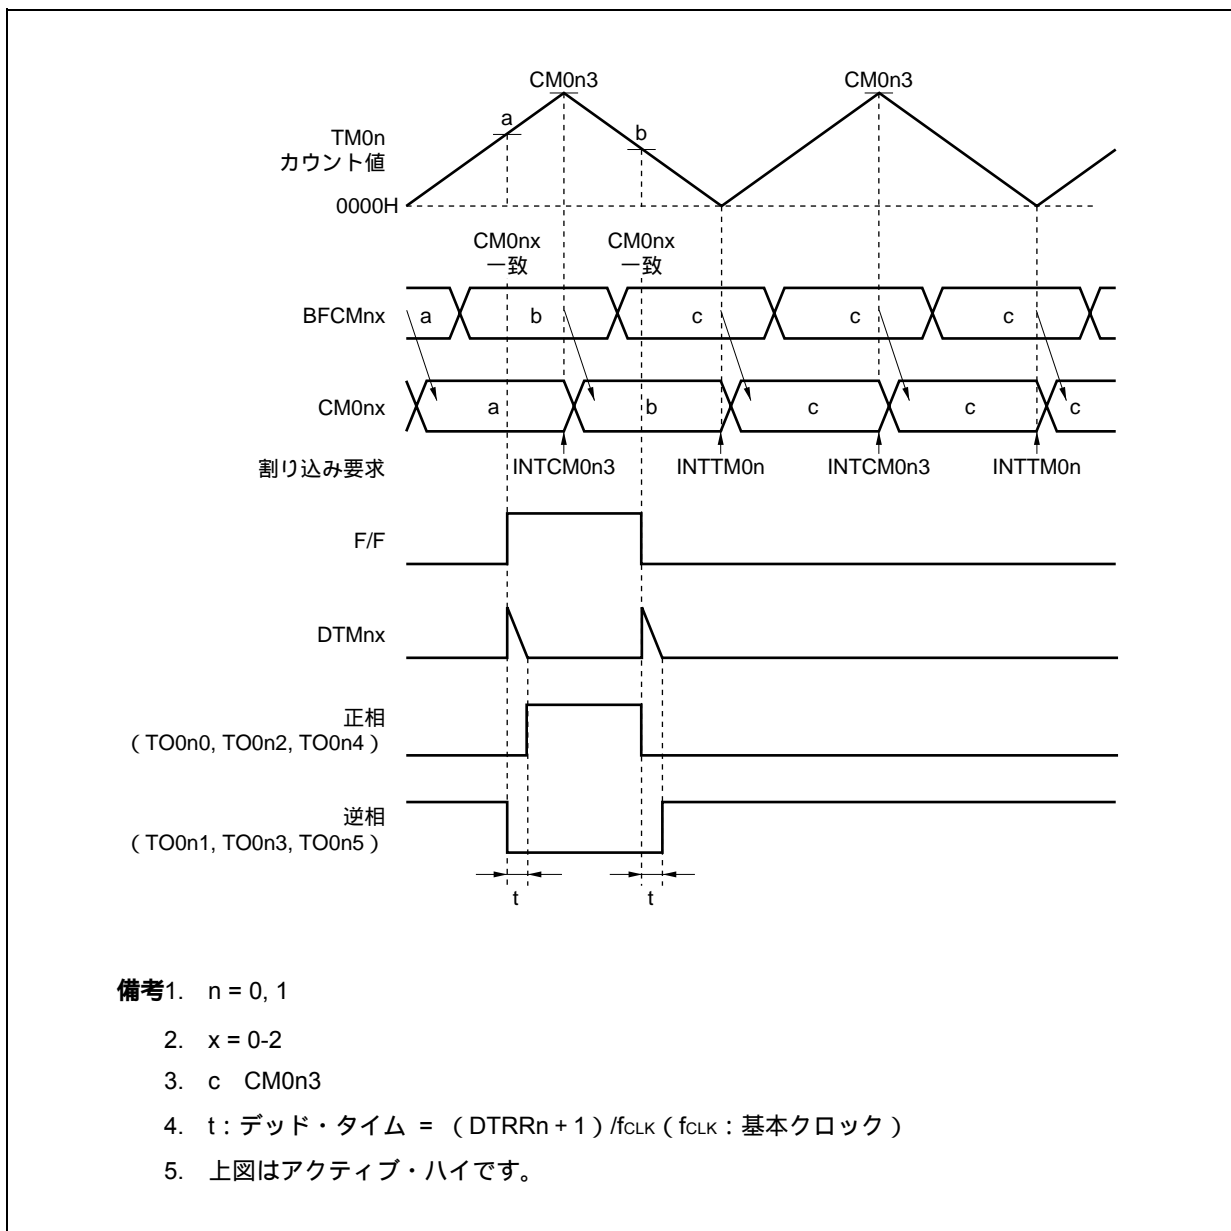 CM0n3 CM0n3
a
b
TM0n
カウント値
0000H
CM0nx CM0nx
一致 一致
BFCMnx a b c c c
CM0nx a b c c c
割り込み要求 INTCM0n3 INTTM0n INTCM0n3 INTTM0n
F/F
DTMnx
正相
(TO0n0, TO0n2, TO0n4)
逆相
(TO0n1, TO0n3, TO0n5)
t t
備考1. n = 0, 1
2. x = 0-2
3. c CM0n3
4. t:デッド・タイム = (DTRRn + 1)/fCLK(fCLK:基本クロック)
5. 上図はアクティブ・ハイです。